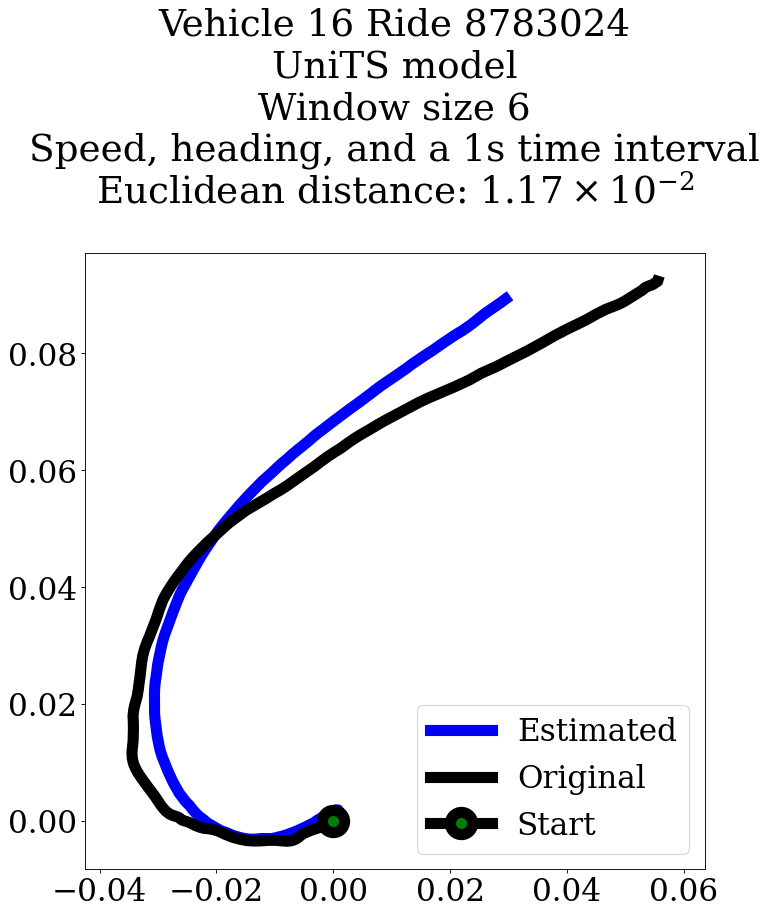 Vehicle 16 Ride 8783024
UniTS model
Window size 6
Speed, heading, and a 1s time interval
Euclidean distance: 1.17 × 10⁻²
0.08
0.06
0.04
0.02
0.00
−0.04 −0.02 0.00 0.02 0.04 0.06
Estimated
Original
Start